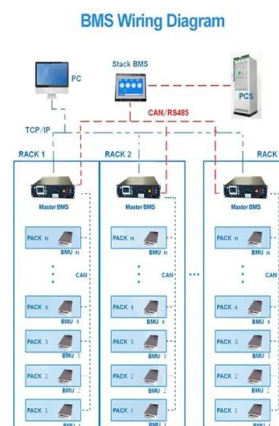 BMS Wiring Diagram
Stack BMS
PC
PCS
CAN/RS485
TCP/IP
RACK 1
RACK 2
RACK
Master BMS
Master BMS
Master BMS
PACK n
PACK n
PACK n
BMU n
BMU n
BMU n
CAN
CAN
CAN
PACK 4
PACK 4
PACK 4
BMU 4
BMU 4
BMU 4
PACK 3
PACK 3
PACK 3
BMU 3
BMU 3
BMU 3
PACK 2
PACK 2
PACK 2
BMU 2
BMU 2
BMU 2
PACK 1
PACK 1
PACK 1